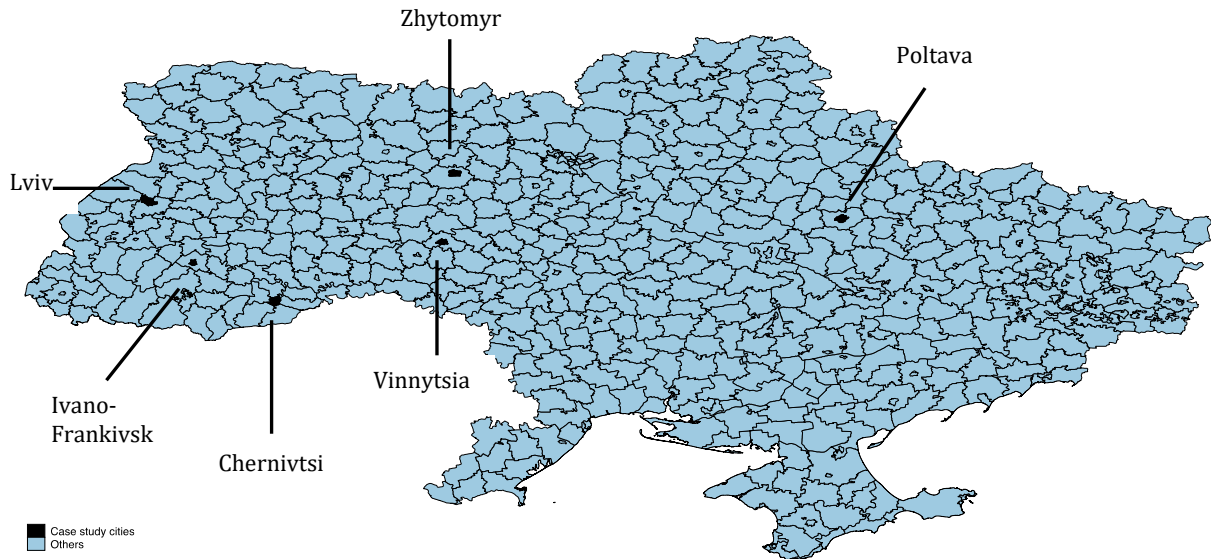 Zhytomyr
Poltava
Lviv
Vinnytsia
Ivano-
Frankivsk
Chernivtsi
Case study cities
Others